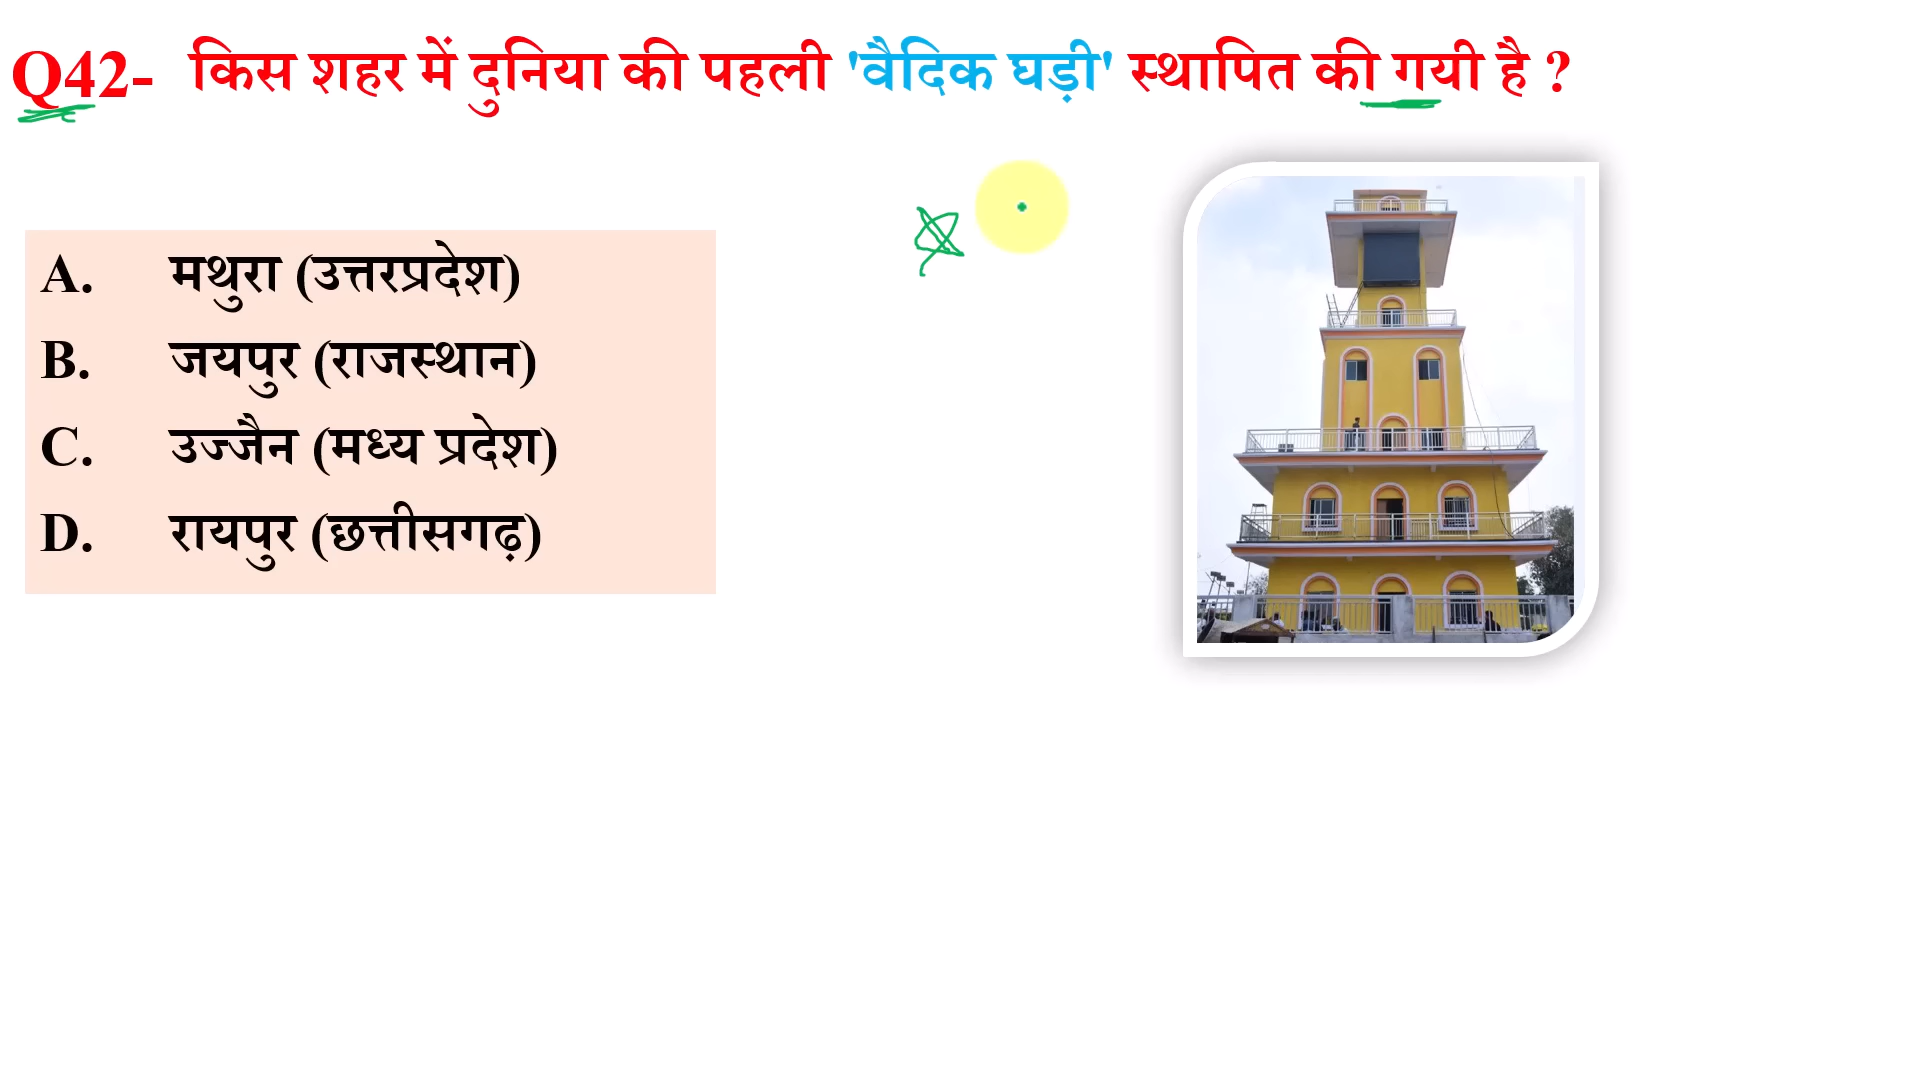 Q42- किस शहर में दुनिया की पहली 'वैदिक घड़ी' स्थापित की गयी है ?
A. मथुरा (उत्तरप्रदेश)
B. जयपुर (राजस्थान)
C. उज्जैन (मध्य प्रदेश)
D. रायपुर (छत्तीसगढ़)